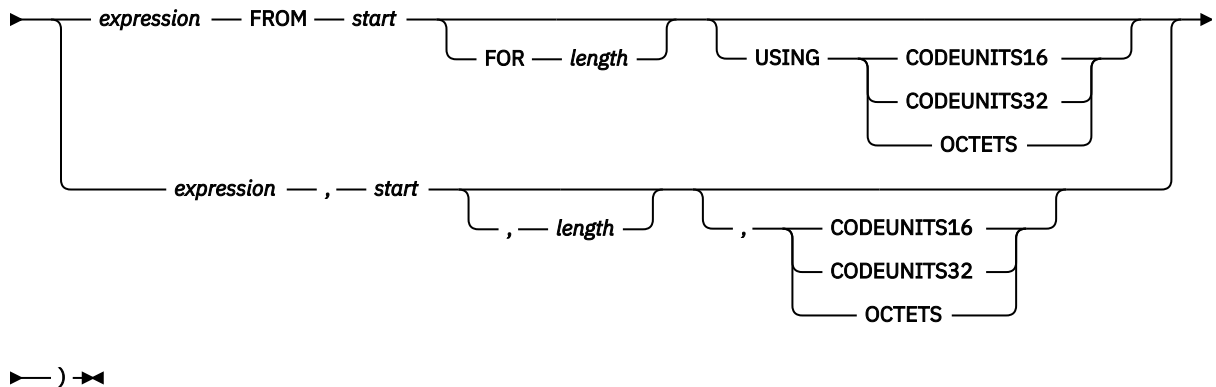 expression FROM start
FOR length USING CODEUNITS16
CODEUNITS32
OCTETS
expression , start
, length , CODEUNITS16
CODEUNITS32
OCTETS
)